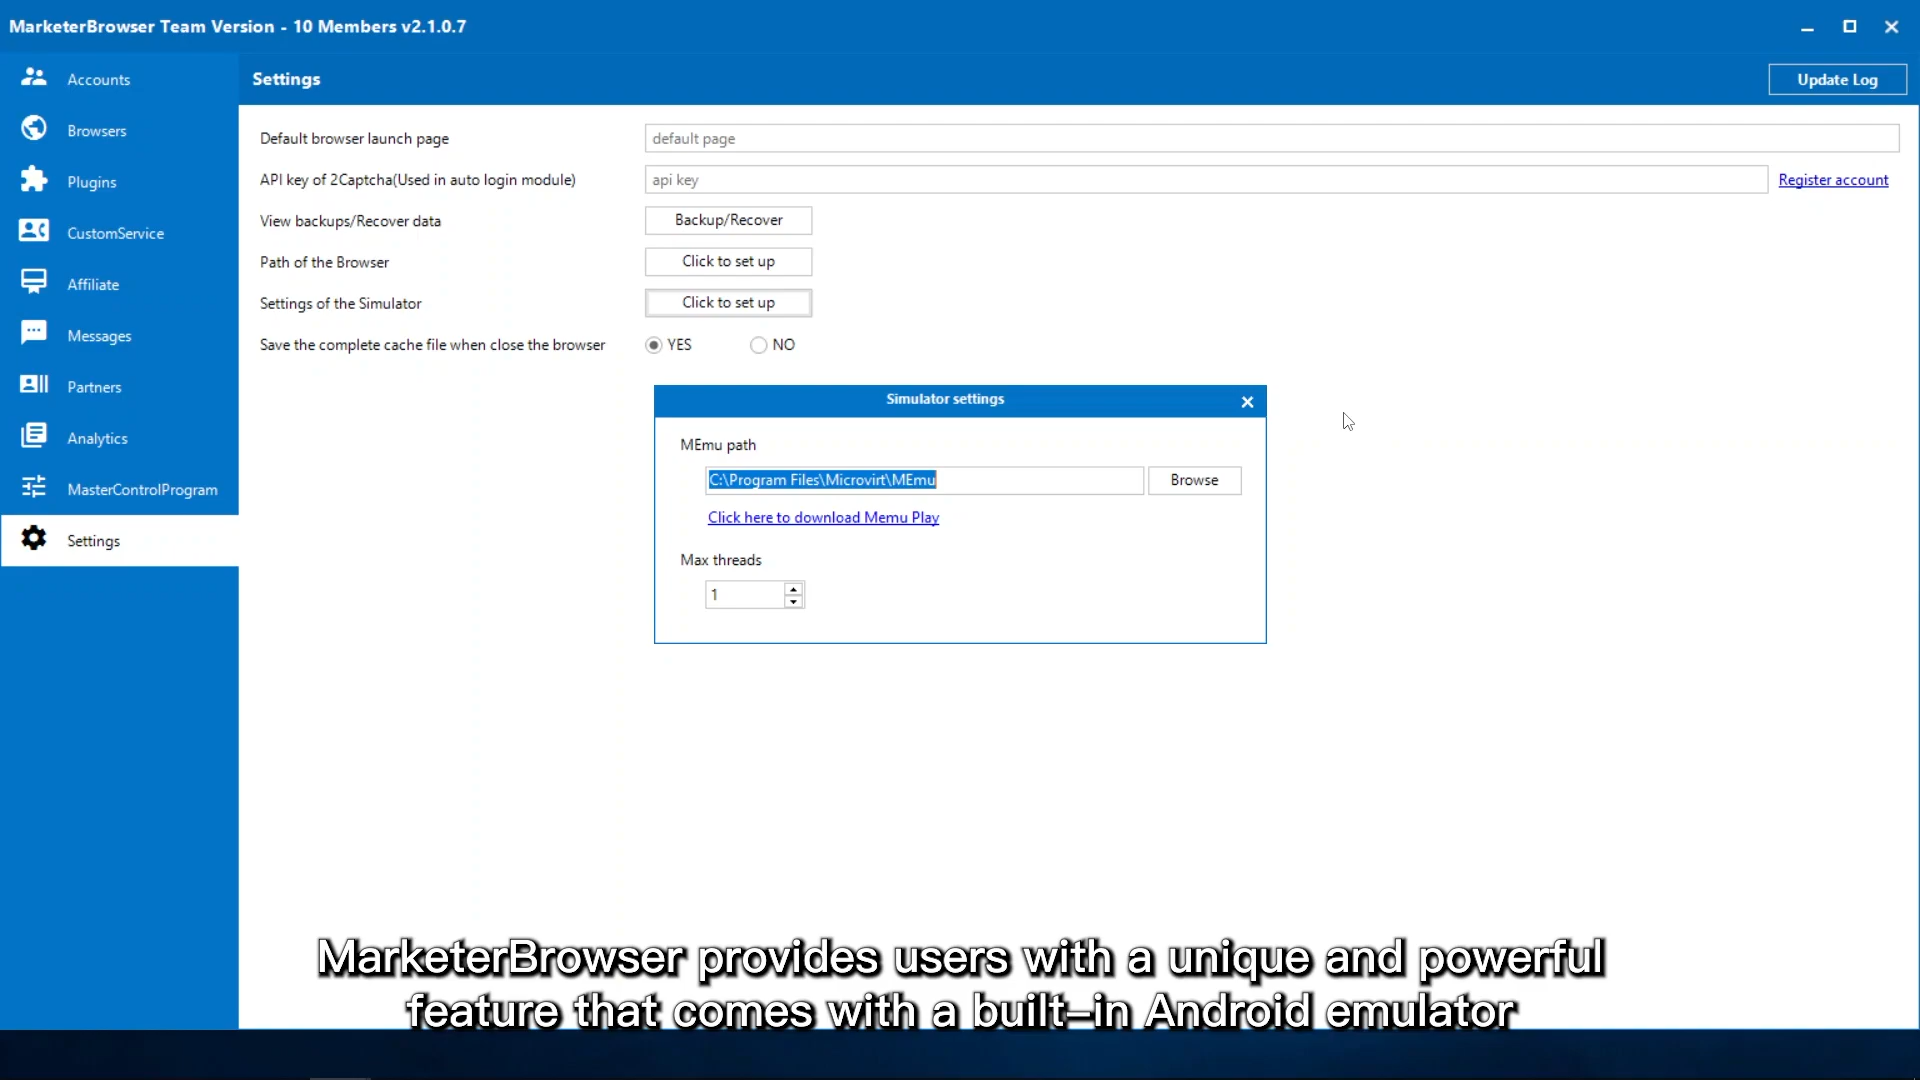 MarketerBrowser Team Version - 10 Members v2.1.0.7
Accounts
Settings
Update Log
Browsers
Default browser launch page
default page
Plugins
API key of 2Captcha(Used in auto login module)
api key
Register account
CustomService
View backups/Recover data
Backup/Recover
Affiliate
Path of the Browser
Click to set up
Messages
Settings of the Simulator
Click to set up
Partners
Save the complete cache file when close the browser
YES
NO
Analytics
MasterControlProgram
Settings
Simulator settings
MEmu path
C:\Program Files\Microvirt\MEmu
Browse
Click here to download Memu Play
Max threads
1
MarketerBrowser provides users with a unique and powerful
feature that comes with a built-in Android emulator